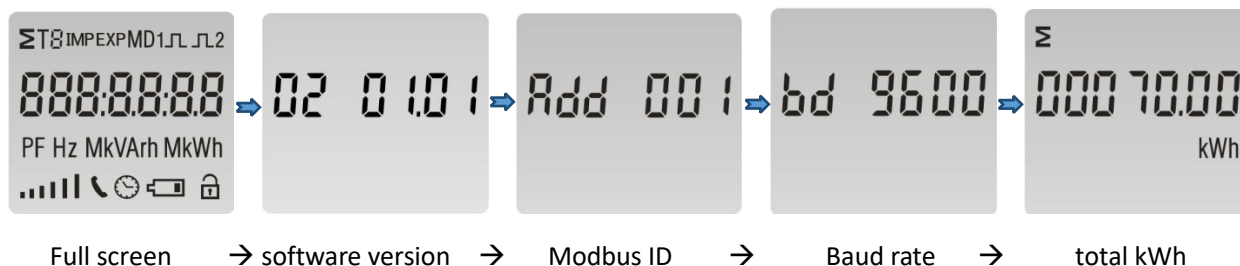 ΣT8IMPEXPMD1⎍ ⎍2
888:8.8:8.8
PF Hz MkVArh MkWh
02 01.01
Add 001
bd 9600
Σ
00070.00
kWh
Full screen → software version → Modbus ID → Baud rate → total kWh